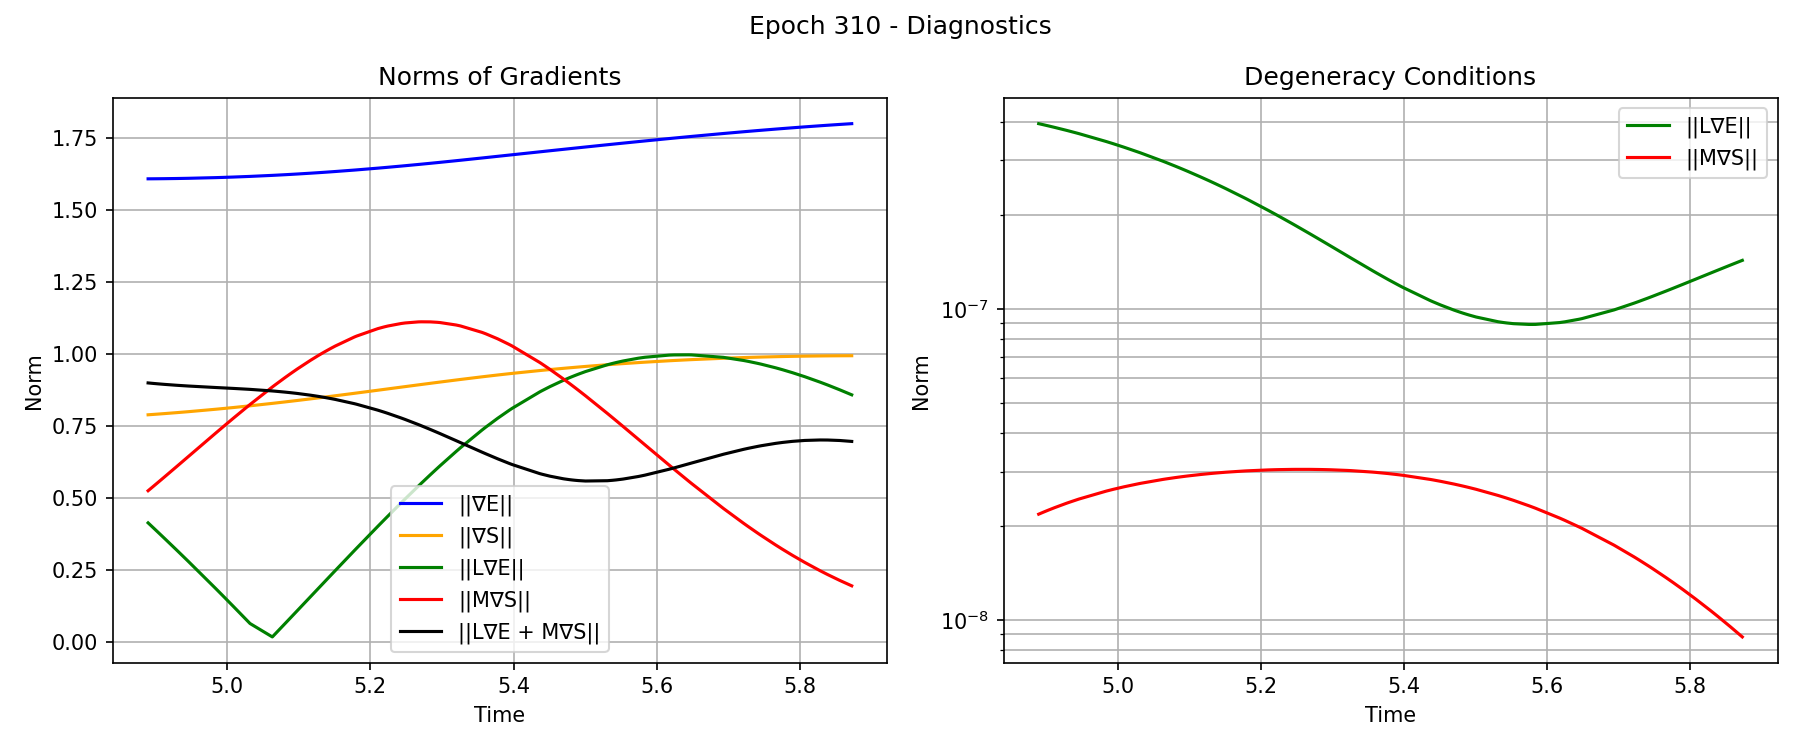 Epoch 310 - Diagnostics
Norms of Gradients
Norm
1.75
1.50
1.25
1.00
0.75
0.50
0.25
0.00
||∇E||
||∇S||
||L∇E||
||M∇S||
||L∇E + M∇S||
5.0 5.2 5.4 5.6 5.8
Time
Degeneracy Conditions
Norm
10⁻⁷
10⁻⁸
||L∇E||
||M∇S||
5.0 5.2 5.4 5.6 5.8
Time